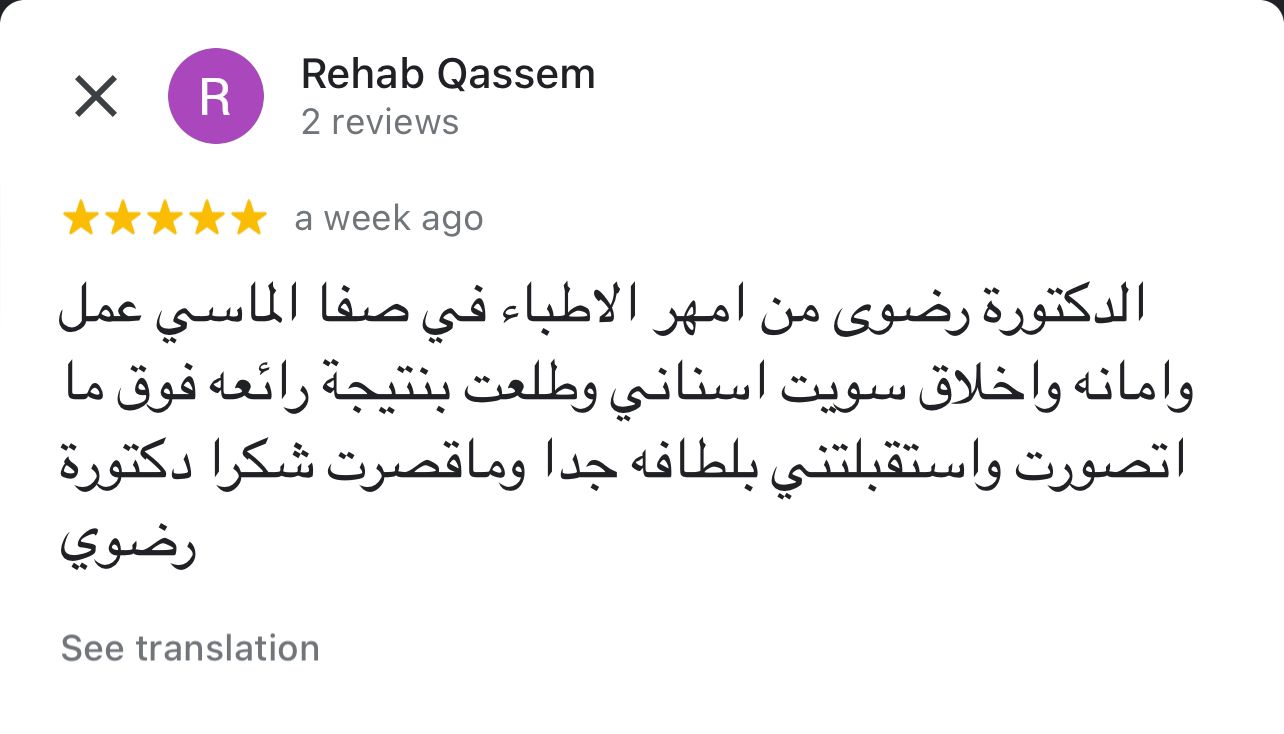 Rehab Qassem
2 reviews
a week ago
الدكتورة رضوى من امهر الاطباء في صفا الماسي عمل
وامانه واخلاق سويت اسناني وطلعت بنتيجة رائعه فوق ما
اتصورت واستقبلتني بلطافه جدا وماقصرت شكرا دكتورة
رضوي
See translation